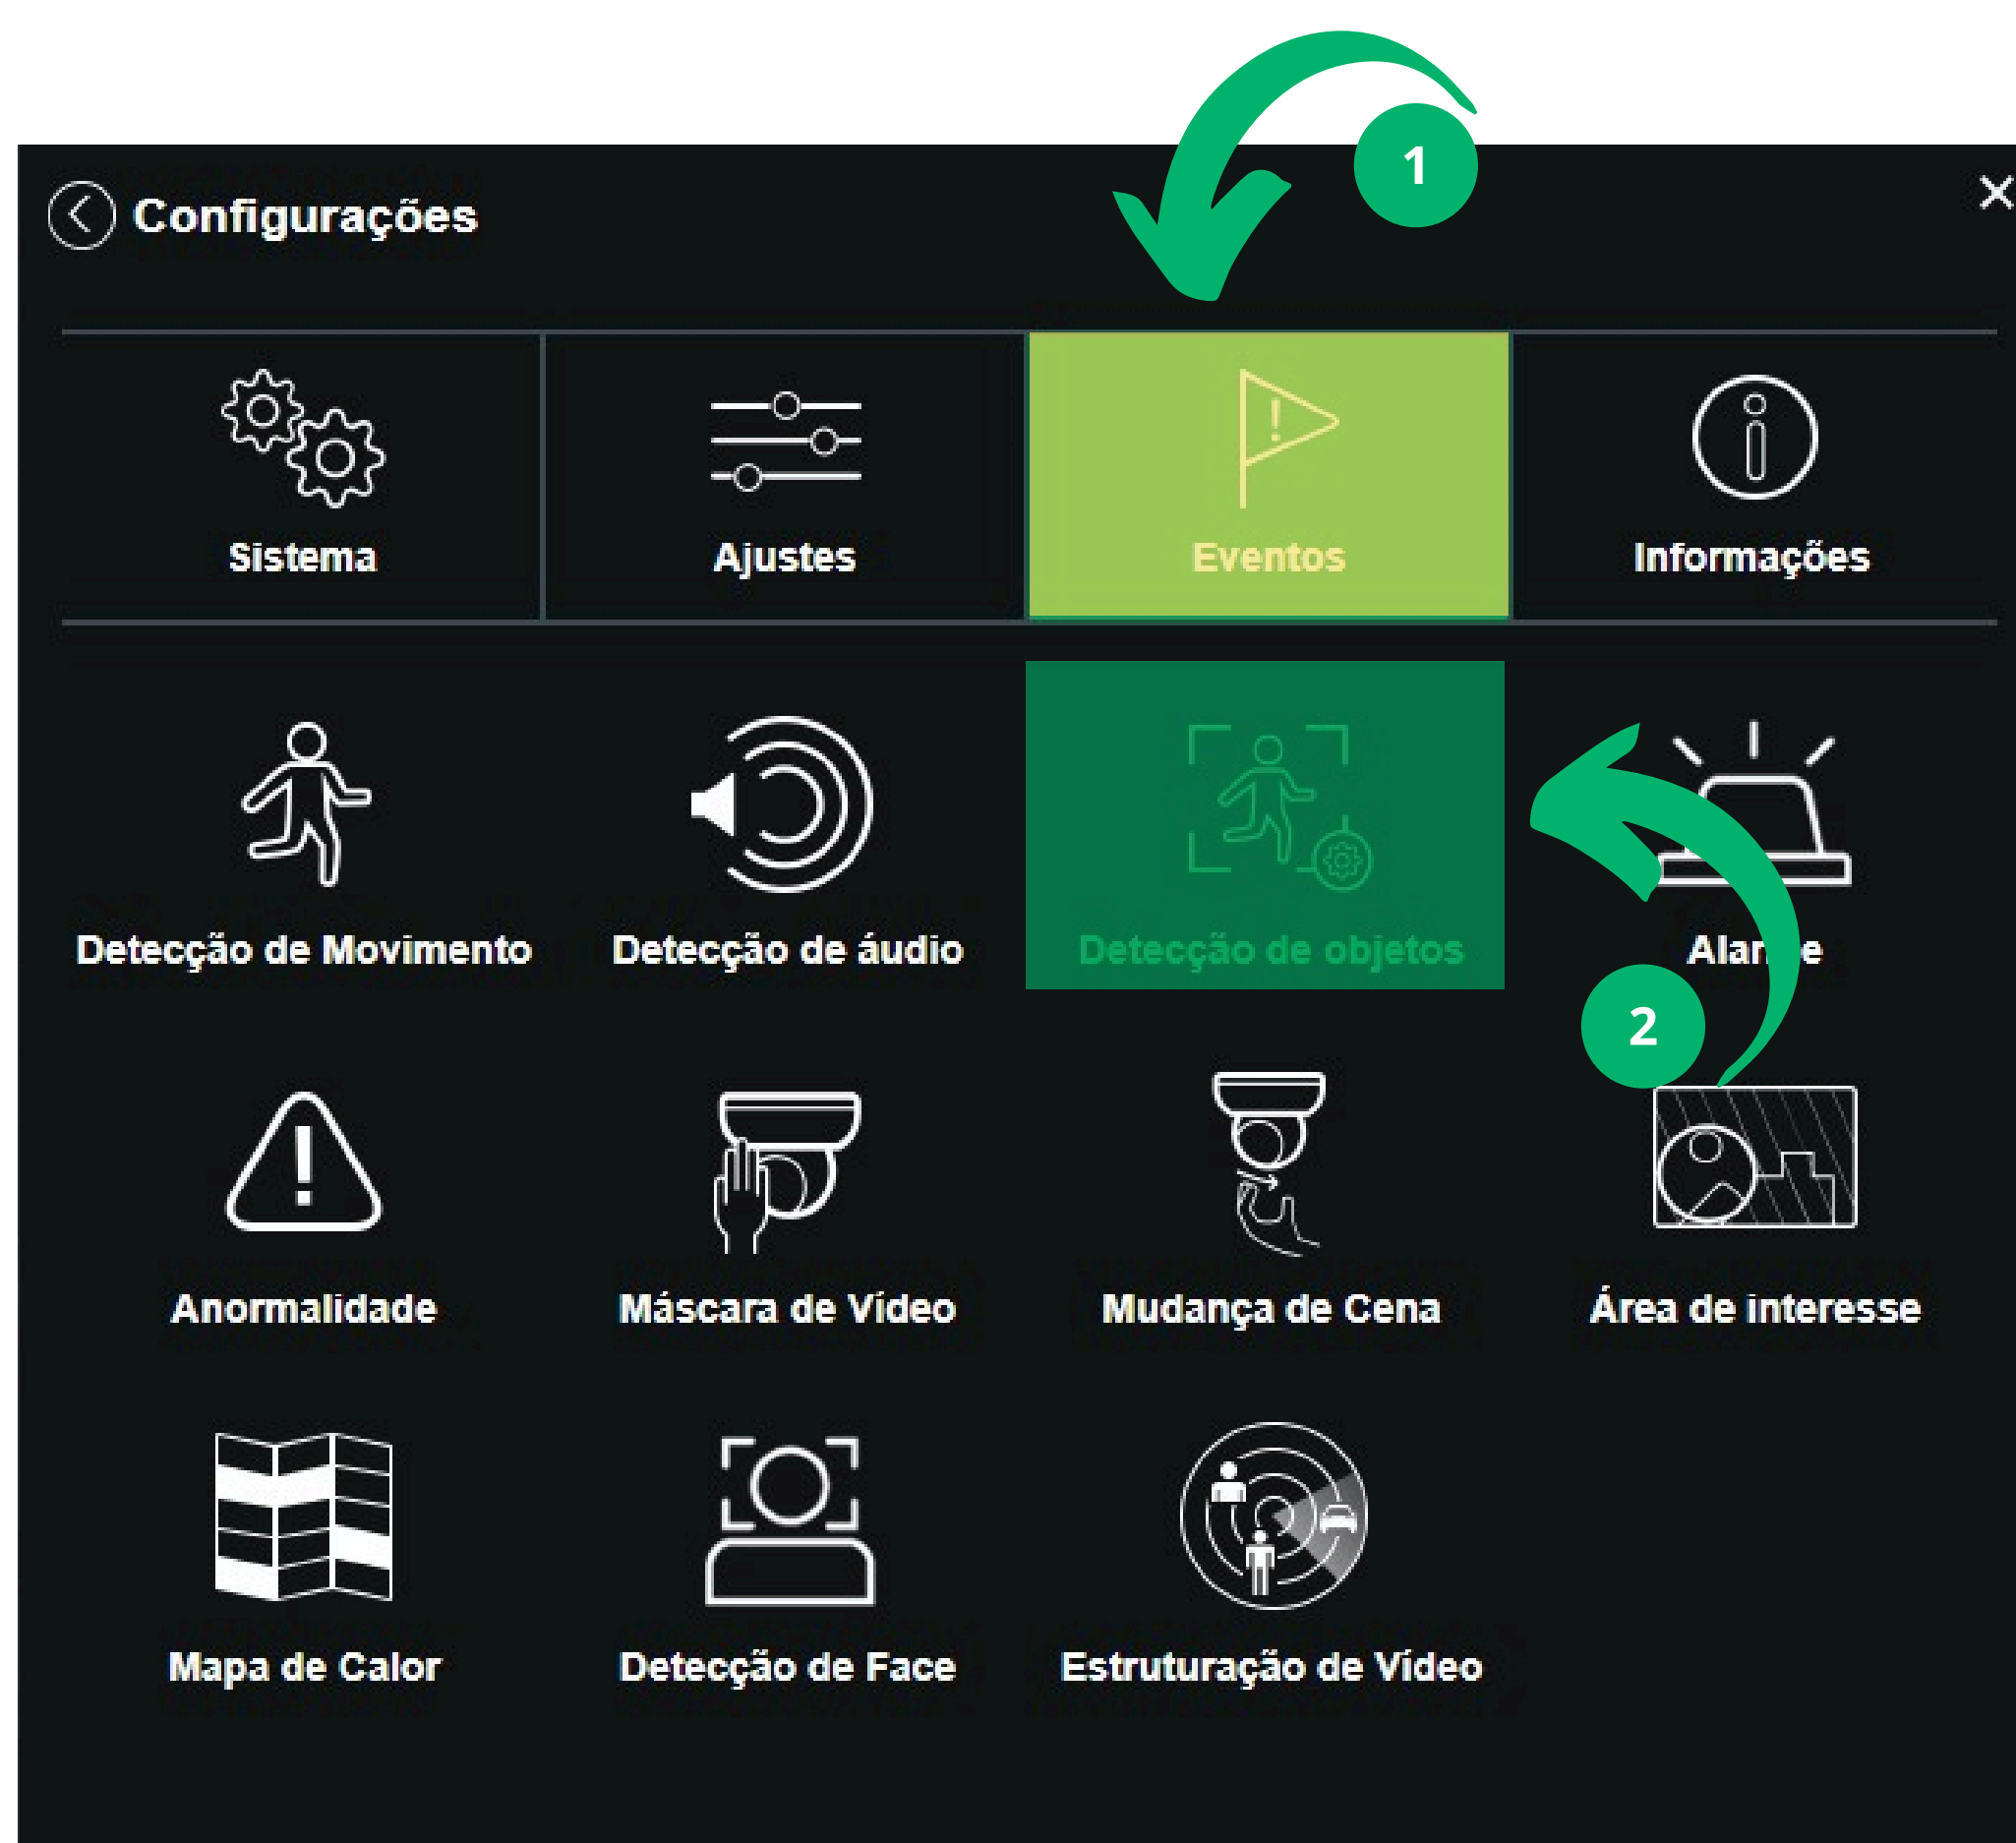 1
Configurações
Sistema
Ajustes
Eventos
Informações
Detecção de Movimento
Detecção de áudio
Detecção de objetos
2
Anormalidade
Máscara de Vídeo
Mudança de Cena
Área de interesse
Mapa de Calor
Detecção de Face
Estruturação de Vídeo